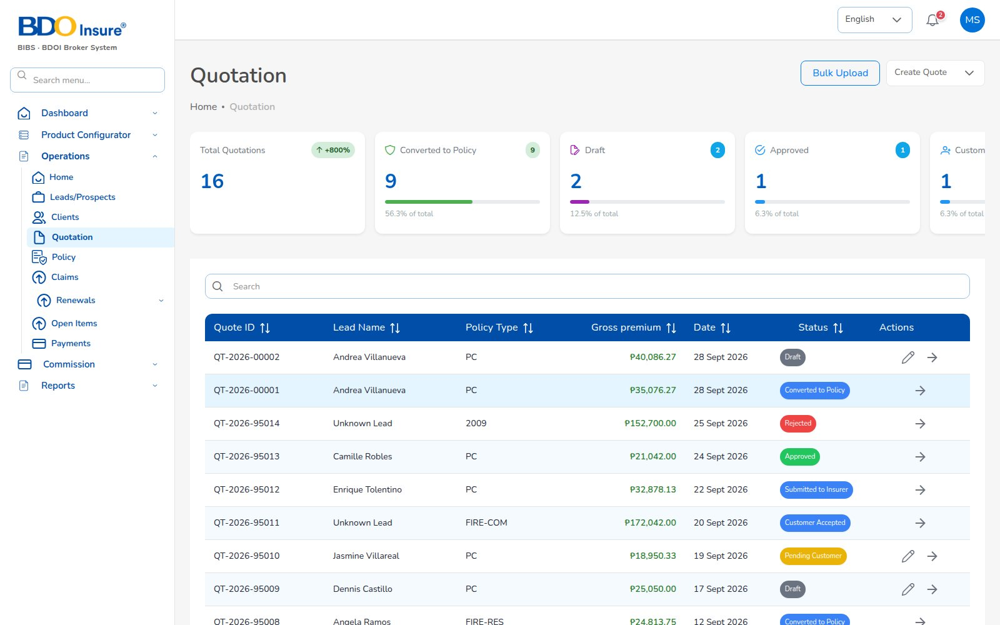 BDO Insure®
BIBS · BDOI Broker System
Search menu...
Dashboard
Product Configurator
Operations
Home
Leads/Prospects
Clients
Quotation
Policy
Claims
Renewals
Open Items
Payments
Commission
Reports
English
2
MS
Quotation
Bulk Upload
Create Quote
Home • Quotation
Total Quotations +800%
16
Converted to Policy 9
9
56.3% of total
Draft 2
2
12.5% of total
Approved 1
1
6.3% of total
Custom
1
6.3% of total
Search
Quote ID Lead Name Policy Type Gross premium Date Status Actions
QT-2026-00002 Andrea Villanueva PC ₱40,086.27 28 Sept 2026 Draft
QT-2026-00001 Andrea Villanueva PC ₱35,076.27 28 Sept 2026 Converted to Policy
QT-2026-95014 Unknown Lead 2009 ₱152,700.00 25 Sept 2026 Rejected
QT-2026-95013 Camille Robles PC ₱21,042.00 24 Sept 2026 Approved
QT-2026-95012 Enrique Tolentino PC ₱32,878.13 22 Sept 2026 Submitted to Insurer
QT-2026-95011 Unknown Lead FIRE-COM ₱172,042.00 20 Sept 2026 Customer Accepted
QT-2026-95010 Jasmine Villareal PC ₱18,950.33 19 Sept 2026 Pending Customer
QT-2026-95009 Dennis Castillo PC ₱25,050.00 17 Sept 2026 Draft
QT-2026-95008 Angela Ramos FIRE-RES ₱24,813.75 12 Sept 2026 Converted to Policy